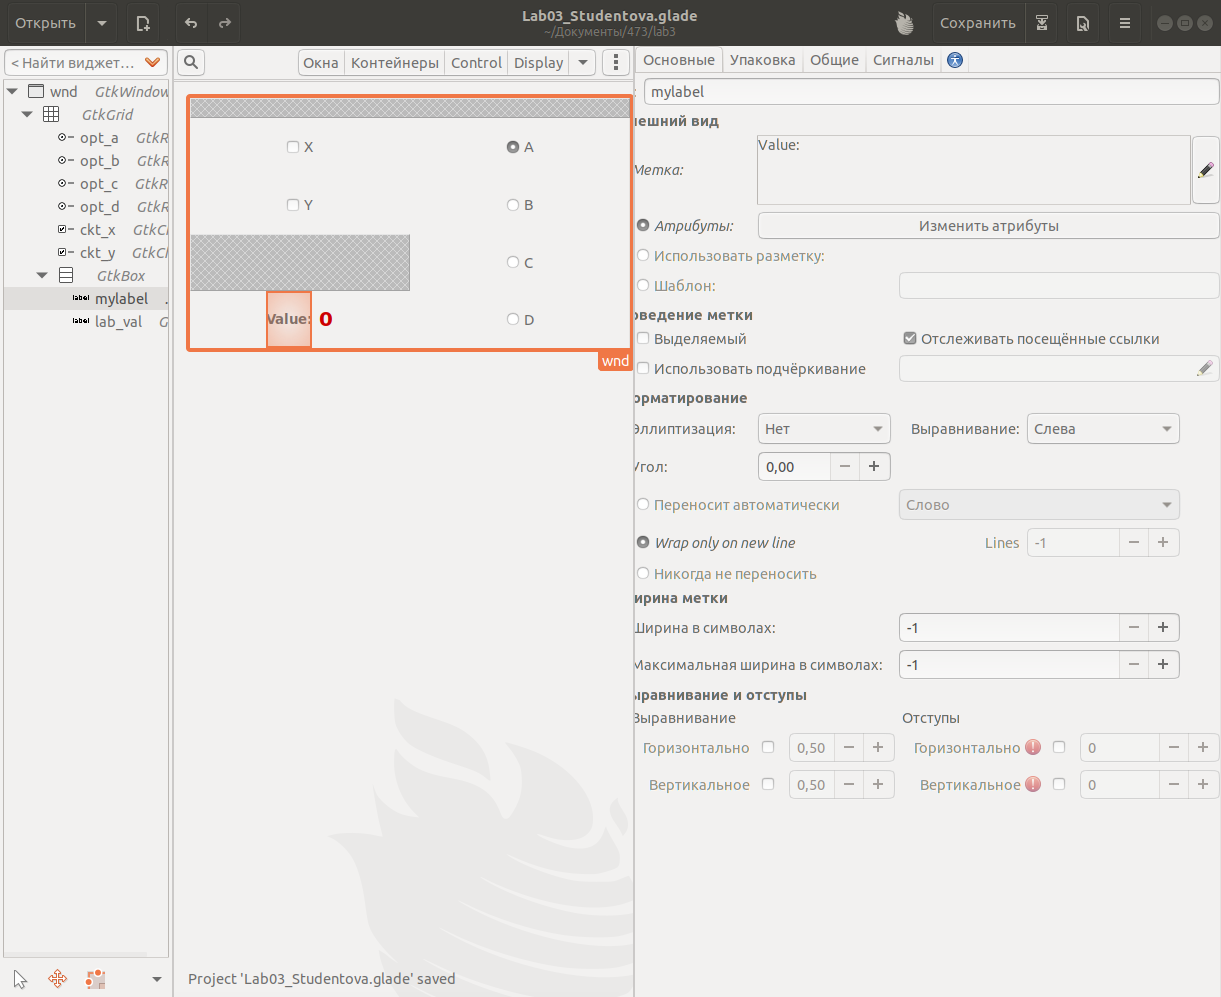 Открыть
Lab03_Studentova.glade
~/Документы/473/lab3
Сохранить
< Найти виджет…
Окна
Контейнеры
Control
Display
Основные
Упаковка
Общие
Сигналы
wnd GtkWindow
GtkGrid
opt_a GtkR
opt_b GtkR
opt_c GtkR
opt_d GtkR
ckt_x GtkCl
ckt_y GtkCl
GtkBox
label mylabel .
label lab_val G
X
A
Y
B
C
Value: 0
D
wnd
Project 'Lab03_Studentova.glade' saved
: mylabel
нешний вид
Метка:
Value:
Атрибуты:
Изменить атрибуты
Использовать разметку:
Шаблон:
оведение метки
Выделяемый
Отслеживать посещённые ссылки
Использовать подчёркивание
орматирование
Эллиптизация:
Нет
Выравнивание:
Слева
Угол:
0,00
Переносит автоматически
Слово
Wrap only on new line
Lines
-1
Никогда не переносить
ирина метки
Ширина в символах:
-1
Максимальная ширина в символах:
-1
ыравнивание и отступы
Выравнивание
Отступы
Горизонтально
0,50
Горизонтально
0
Вертикальное
0,50
Вертикальное
0